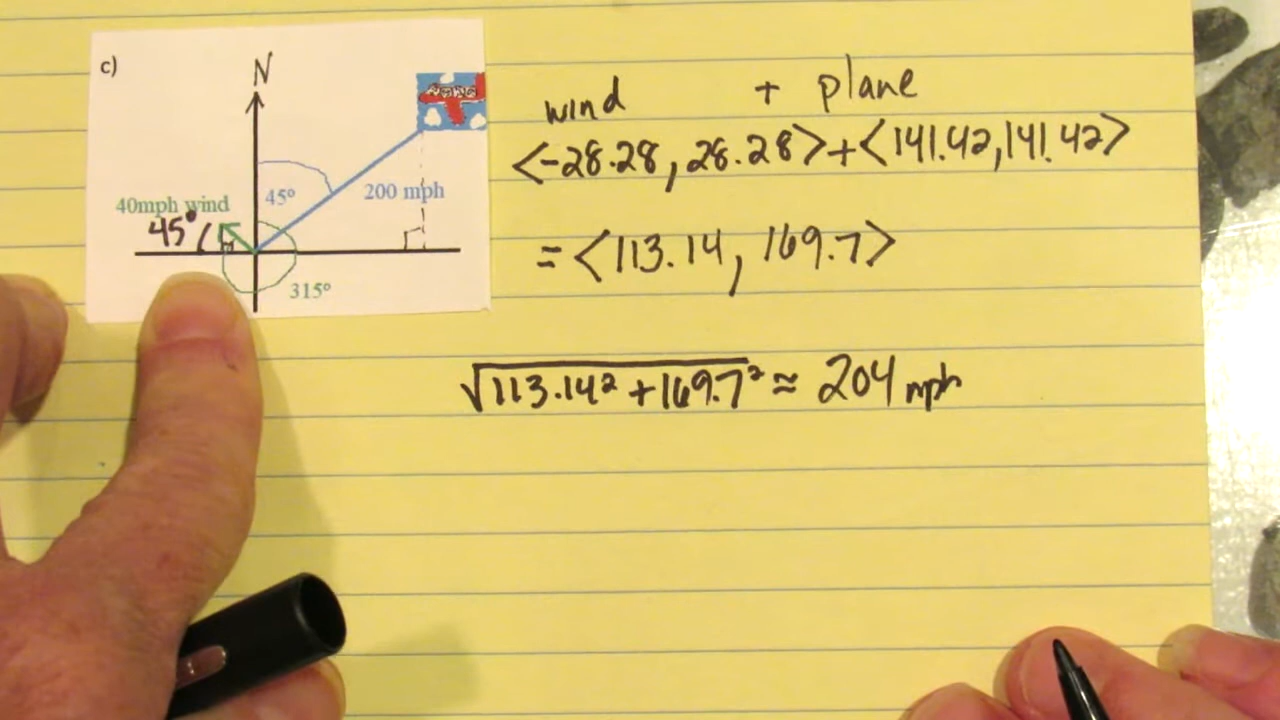 c)
N
45°
200 mph
40mph wind
45°
315°
wind + plane
<-28.28, 28.28>+<141.42,141.42>
=<113.14, 169.7>
√113.14²+169.7² ≈ 204 mph